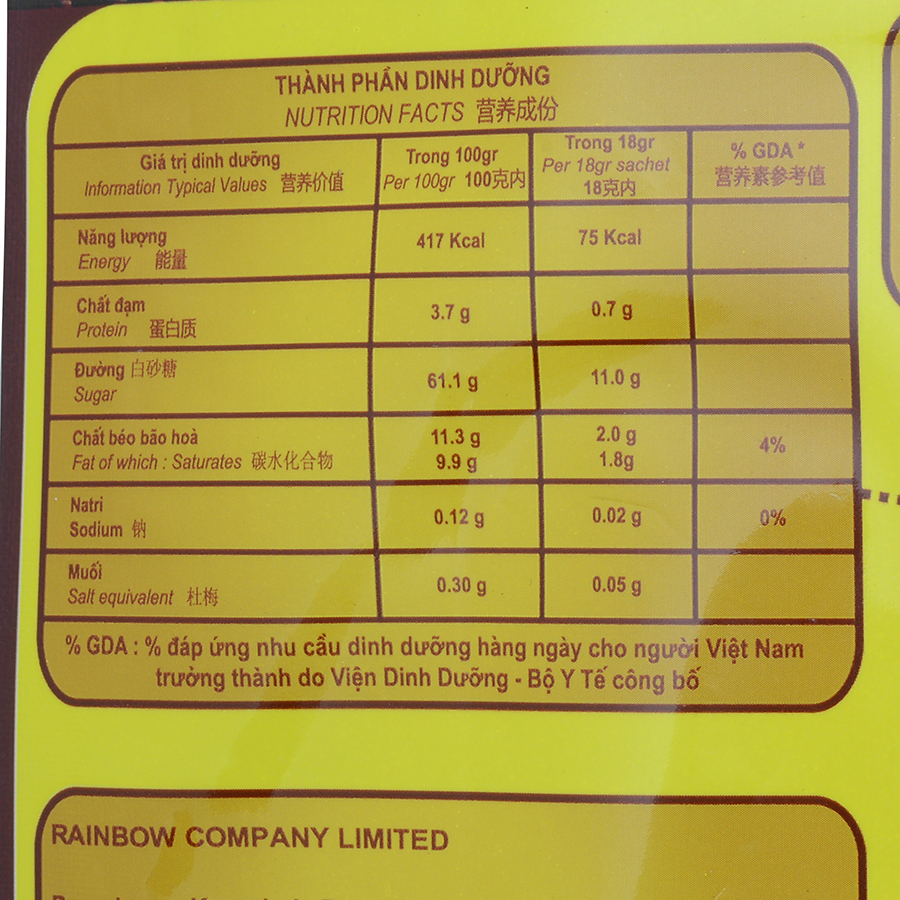 THÀNH PHẦN DINH DƯỠNG
NUTRITION FACTS 营养成份
Giá trị dinh dưỡng
Information Typical Values 营养价值
Trong 100gr
Per 100gr 100克内
Trong 18gr
Per 18gr sachet
18克内
% GDA *
营养素参考值
Năng lượng
Energy 能量
417 Kcal
75 Kcal
Chất đạm
Protein 蛋白质
3.7 g
0.7 g
Đường 白砂糖
Sugar
61.1 g
11.0 g
Chất béo bão hoà
Fat of which : Saturates 碳水化合物
11.3 g
9.9 g
2.0 g
1.8g
4%
Natri
Sodium 钠
0.12 g
0.02 g
0%
Muối
Salt equivalent 杜梅
0.30 g
0.05 g
% GDA : % đáp ứng nhu cầu dinh dưỡng hàng ngày cho người Việt Nam
trưởng thành do Viện Dinh Dưỡng - Bộ Y Tế công bố
RAINBOW COMPANY LIMITED